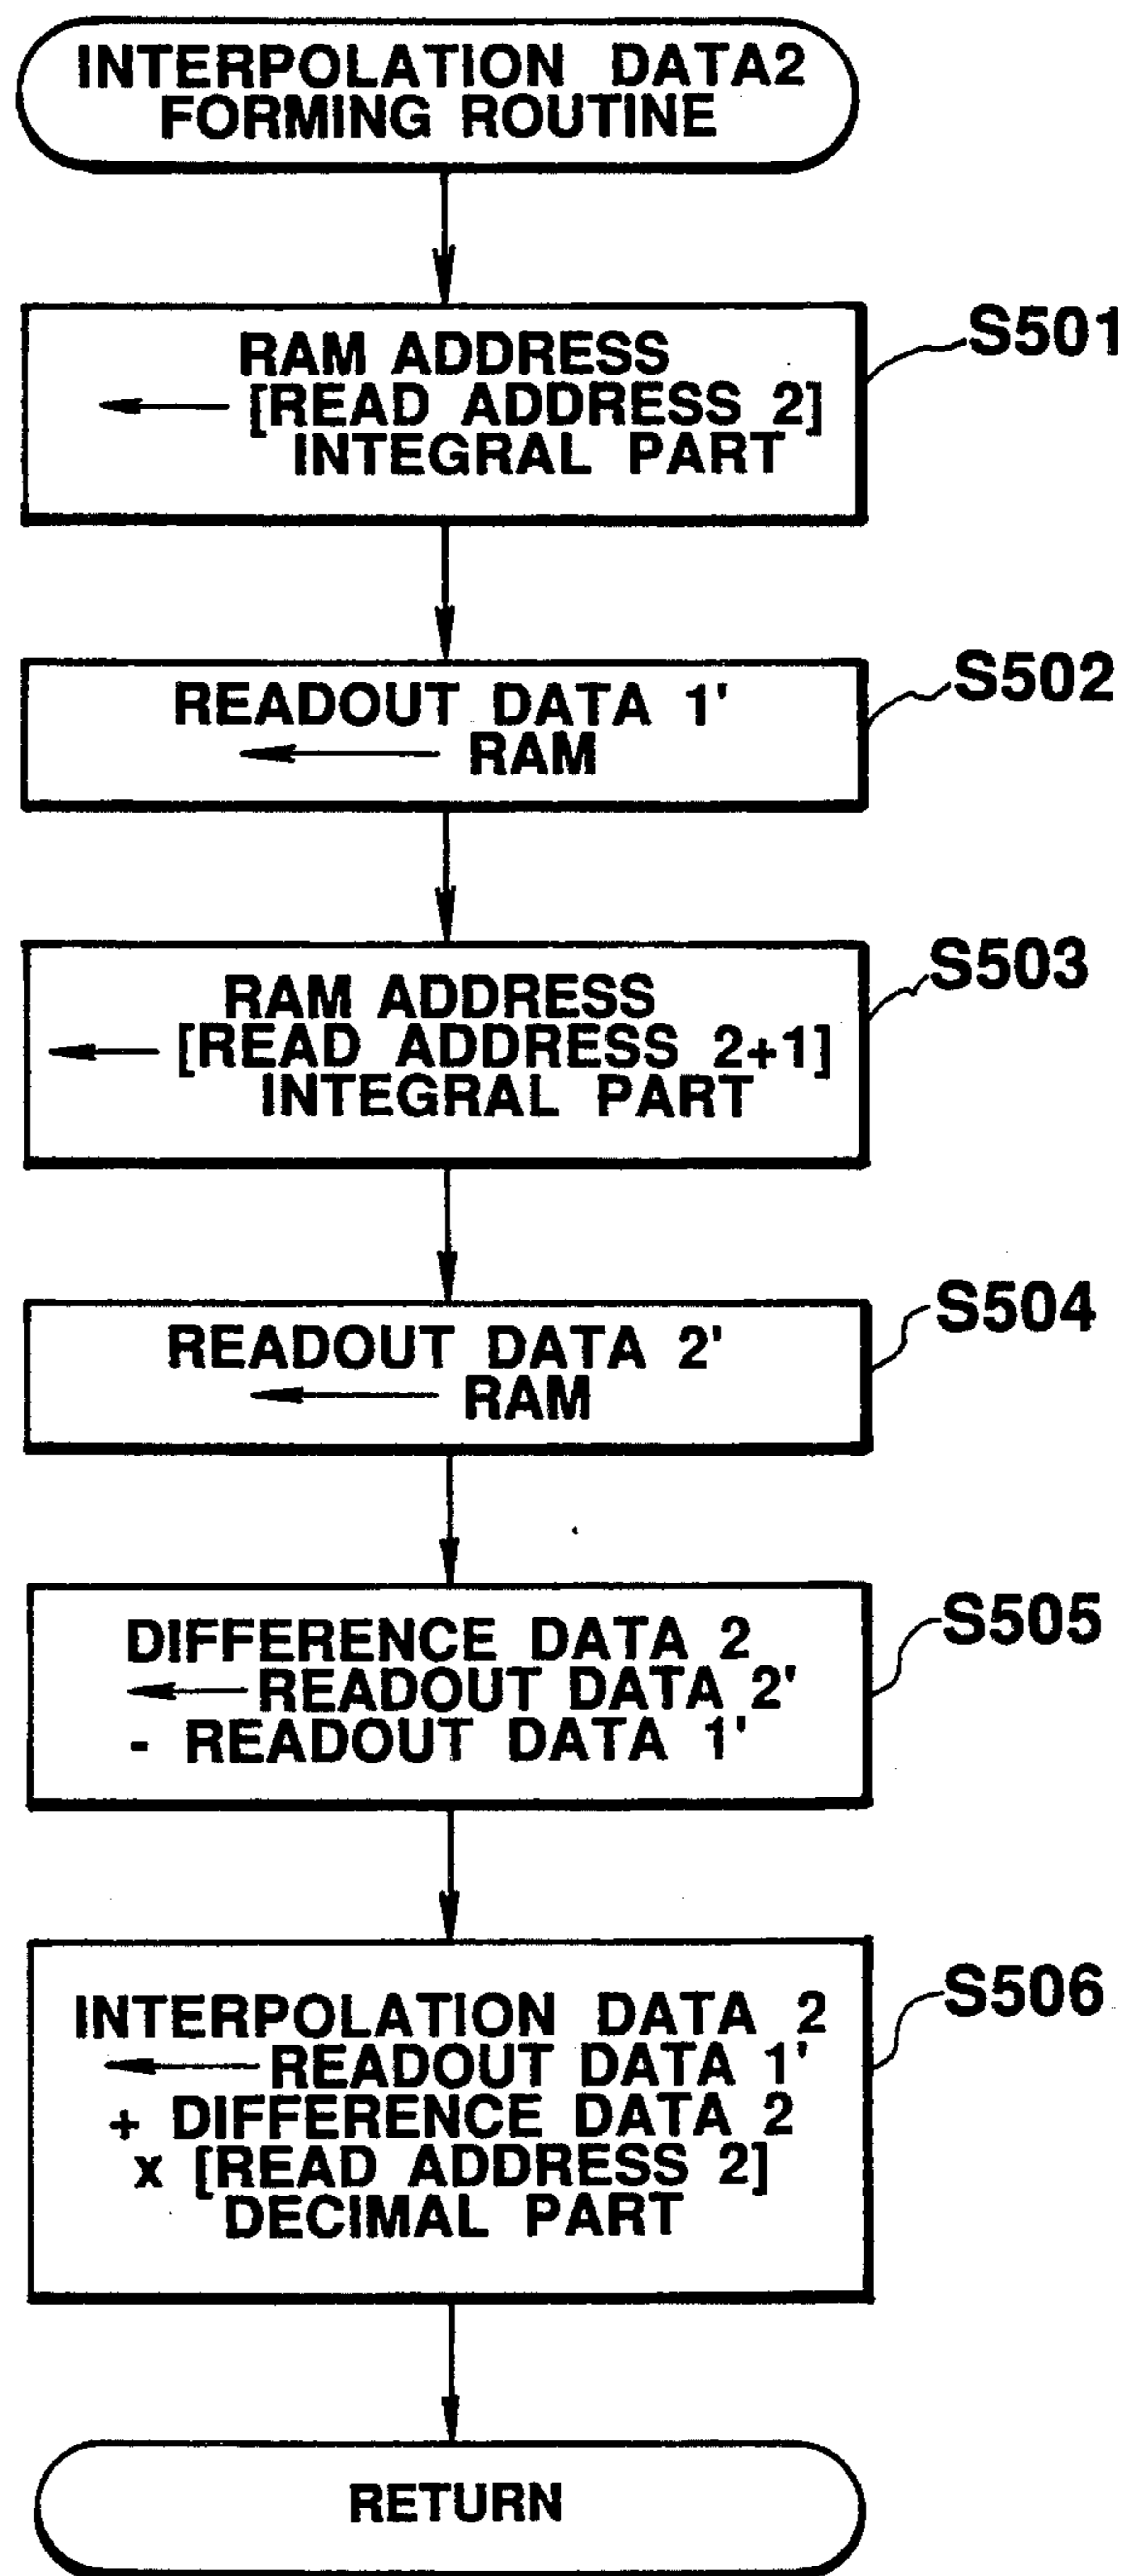 INTERPOLATION DATA2
FORMING ROUTINE
RAM ADDRESS
[READ ADDRESS 2]
INTEGRAL PART
S501
READOUT DATA 1'
RAM
S502
RAM ADDRESS
[READ ADDRESS 2+1]
INTEGRAL PART
S503
READOUT DATA 2'
RAM
S504
DIFFERENCE DATA 2
READOUT DATA 2'
- READOUT DATA 1'
S505
INTERPOLATION DATA 2
READOUT DATA 1'
+ DIFFERENCE DATA 2
x [READ ADDRESS 2]
DECIMAL PART
S506
RETURN